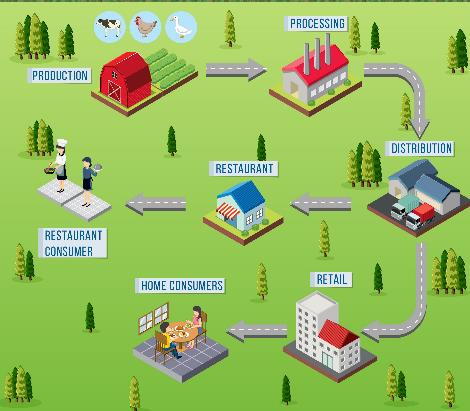 PROCESSING
PRODUCTION
DISTRIBUTION
RESTAURANT
RESTAURANT
CONSUMER
RETAIL
HOME CONSUMERS